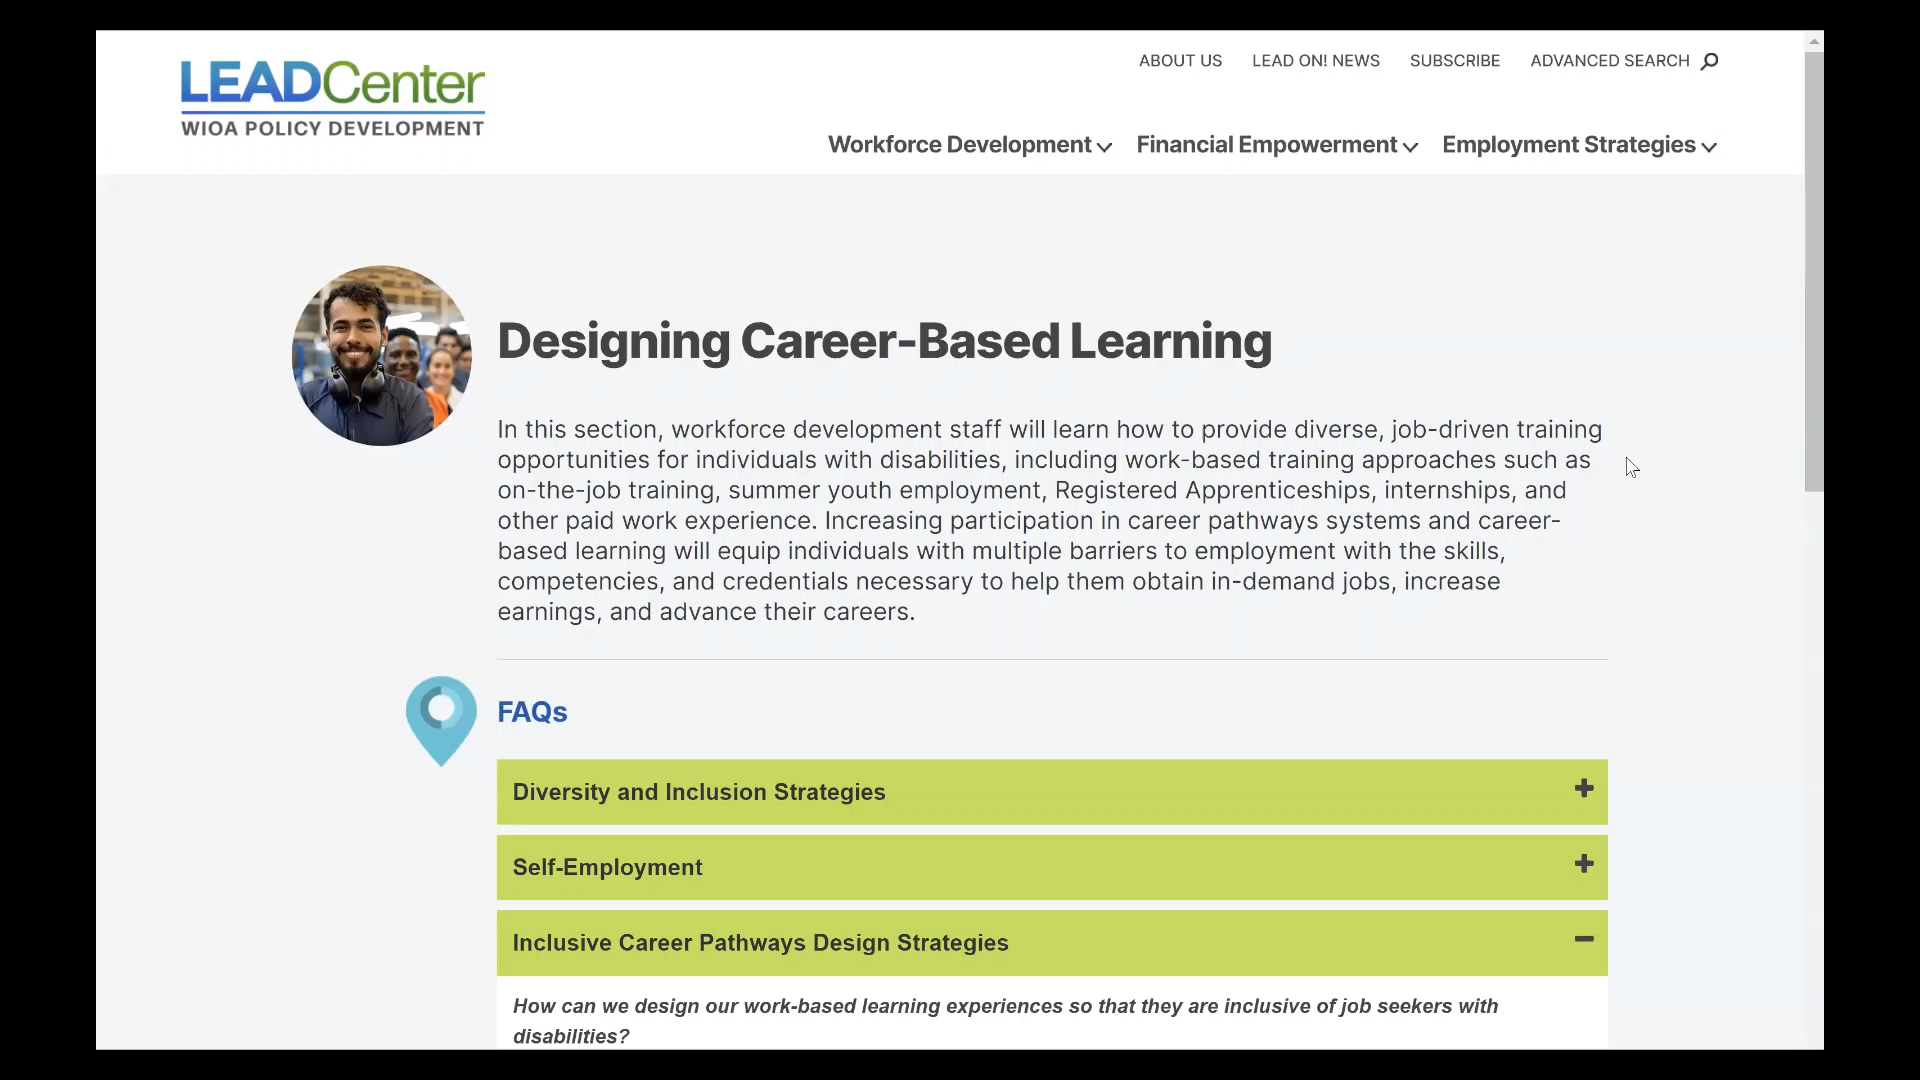 LEADCenter
WIOA POLICY DEVELOPMENT
ABOUT US LEAD ON! NEWS SUBSCRIBE ADVANCED SEARCH
Workforce Development Financial Empowerment Employment Strategies
Designing Career-Based Learning
In this section, workforce development staff will learn how to provide diverse, job-driven training
opportunities for individuals with disabilities, including work-based training approaches such as
on-the-job training, summer youth employment, Registered Apprenticeships, internships, and
other paid work experience. Increasing participation in career pathways systems and career-
based learning will equip individuals with multiple barriers to employment with the skills,
competencies, and credentials necessary to help them obtain in-demand jobs, increase
earnings, and advance their careers.
FAQs
Diversity and Inclusion Strategies
Self-Employment
Inclusive Career Pathways Design Strategies
How can we design our work-based learning experiences so that they are inclusive of job seekers with
disabilities?